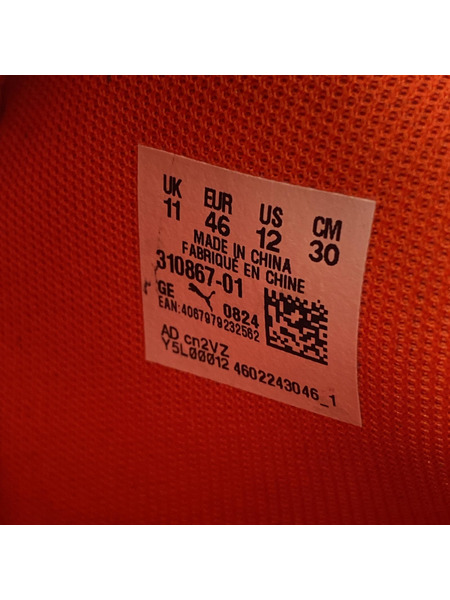 UK EUR US CM
11 46 12 30
MADE IN CHINA
FABRIQUÉ EN CHINE
310867-01
GE 0824
EAN:4067979232562
AD cn2VZ
Y5L00012 4602243046_1